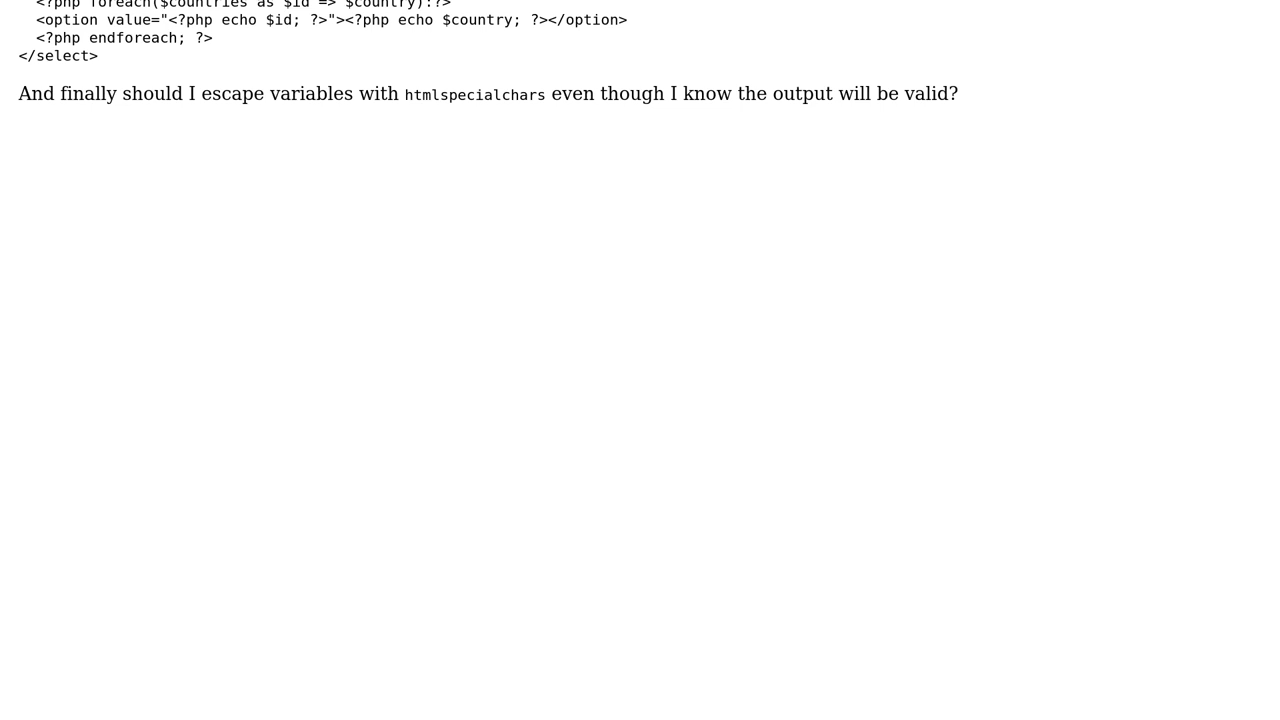 <?php foreach($countries as $id => $country):?>
<option value="<?php echo $id; ?>"><?php echo $country; ?></option>
<?php endforeach; ?>
</select>
And finally should I escape variables with htmlspecialchars even though I know the output will be valid?